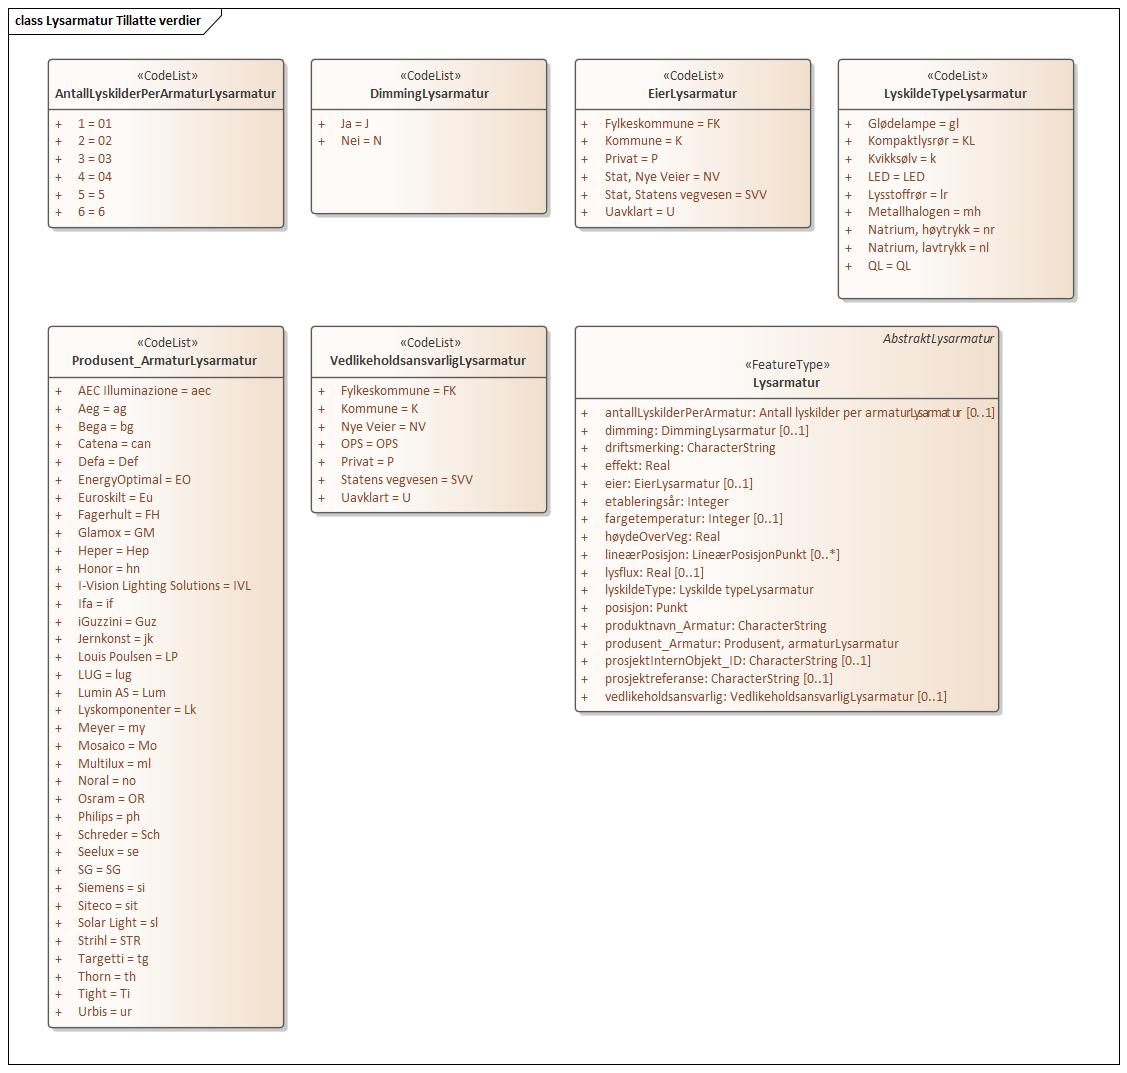 class Lysarmatur Tillatte verdier
«CodeList»
AntallLyskilderPerArmaturLysarmatur
+ 1 = 01
+ 2 = 02
+ 3 = 03
+ 4 = 04
+ 5 = 5
+ 6 = 6
«CodeList»
DimmingLysarmatur
+ Ja = J
+ Nei = N
«CodeList»
EierLysarmatur
+ Fylkeskommune = FK
+ Kommune = K
+ Privat = P
+ Stat, Nye Veier = NV
+ Stat, Statens vegvesen = SVV
+ Uavklart = U
«CodeList»
LyskildeTypeLysarmatur
+ Glødelampe = gl
+ Kompaktlysrør = KL
+ Kvikksølv = k
+ LED = LED
+ Lysstoffrør = lr
+ Metallhalogen = mh
+ Natrium, høytrykk = nr
+ Natrium, lavtrykk = nl
+ QL = QL
«CodeList»
Produsent_ArmaturLysarmatur
+ AEC Illuminazione = aec
+ Aeg = ag
+ Bega = bg
+ Catena = can
+ Defa = Def
+ EnergyOptimal = EO
+ Euroskilt = Eu
+ Fagerhult = FH
+ Glamox = GM
+ Heper = Hep
+ Honor = hn
+ I-Vision Lighting Solutions = IVL
+ Ifa = if
+ iGuzzini = Guz
+ Jernkonst = jk
+ Louis Poulsen = LP
+ LUG = lug
+ Lumin AS = Lum
+ Lyskomponenter = Lk
+ Meyer = my
+ Mosaico = Mo
+ Multilux = ml
+ Noral = no
+ Osram = OR
+ Philips = ph
+ Schreder = Sch
+ Seelux = se
+ SG = SG
+ Siemens = si
+ Siteco = sit
+ Solar Light = sl
+ Strihl = STR
+ Targetti = tg
+ Thorn = th
+ Tight = Ti
+ Urbis = ur
«CodeList»
VedlikeholdsansvarligLysarmatur
+ Fylkeskommune = FK
+ Kommune = K
+ Nye Veier = NV
+ OPS = OPS
+ Privat = P
+ Statens vegvesen = SVV
+ Uavklart = U
AbstraktLysarmatur
«FeatureType»
Lysarmatur
+ antallLyskilderPerArmatur: Antall lyskilder per armaturLysarmatur [0..1]
+ dimming: DimmingLysarmatur [0..1]
+ driftsmerking: CharacterString
+ effekt: Real
+ eier: EierLysarmatur [0..1]
+ etableringsår: Integer
+ fargetemperatur: Integer [0..1]
+ høydeOverVeg: Real
+ lineærPosisjon: LineærPosisjonPunkt [0..*]
+ lysflux: Real [0..1]
+ lyskildeType: Lyskilde typeLysarmatur
+ posisjon: Punkt
+ produktnavn_Armatur: CharacterString
+ produsent_Armatur: Produsent, armaturLysarmatur
+ prosjektInternObjekt_ID: CharacterString [0..1]
+ prosjektreferanse: CharacterString [0..1]
+ vedlikeholdsansvarlig: VedlikeholdsansvarligLysarmatur [0..1]